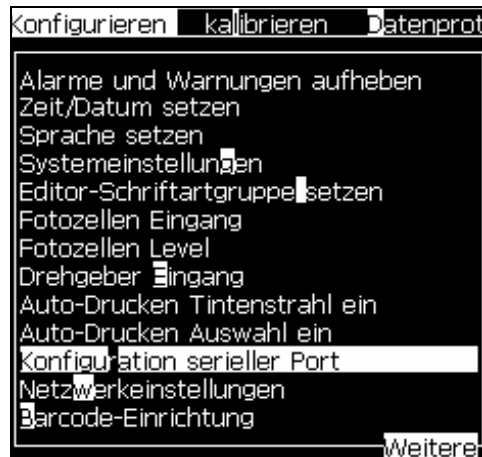 Konfigurieren kalibrieren Datenprot
Alarme und Warnungen aufheben
Zeit/Datum setzen
Sprache setzen
Systemeinstellungen
Editor-Schriftartgruppe setzen
Fotozellen Eingang
Fotozellen Level
Drehgeber Eingang
Auto-Drucken Tintenstrahl ein
Auto-Drucken Auswahl ein
Konfiguration serieller Port
Netzwerkeinstellungen
Barcode-Einrichtung
Weitere